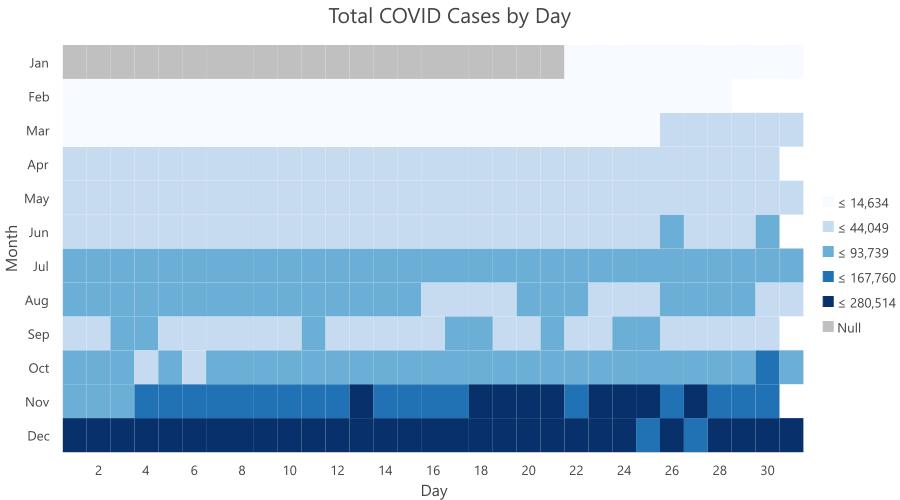 Total COVID Cases by Day
Month
Jan
Feb
Mar
Apr
May
Jun
Jul
Aug
Sep
Oct
Nov
Dec
2 4 6 8 10 12 14 16 18 20 22 24 26 28 30
Day
≤ 14,634
≤ 44,049
≤ 93,739
≤ 167,760
≤ 280,514
Null